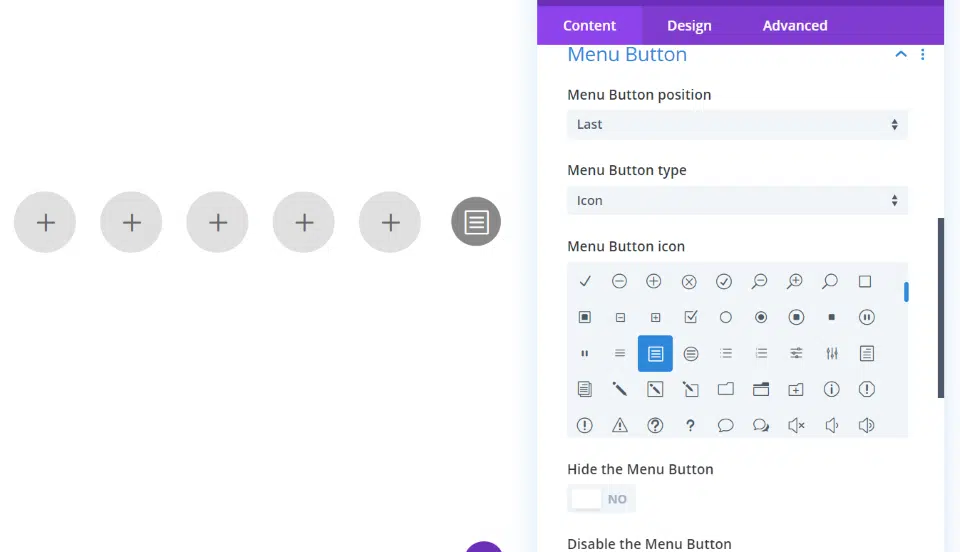 Content Design Advanced
Menu Button
Menu Button position
Last
Menu Button type
Icon
Menu Button icon
Hide the Menu Button
NO
Disable the Menu Button